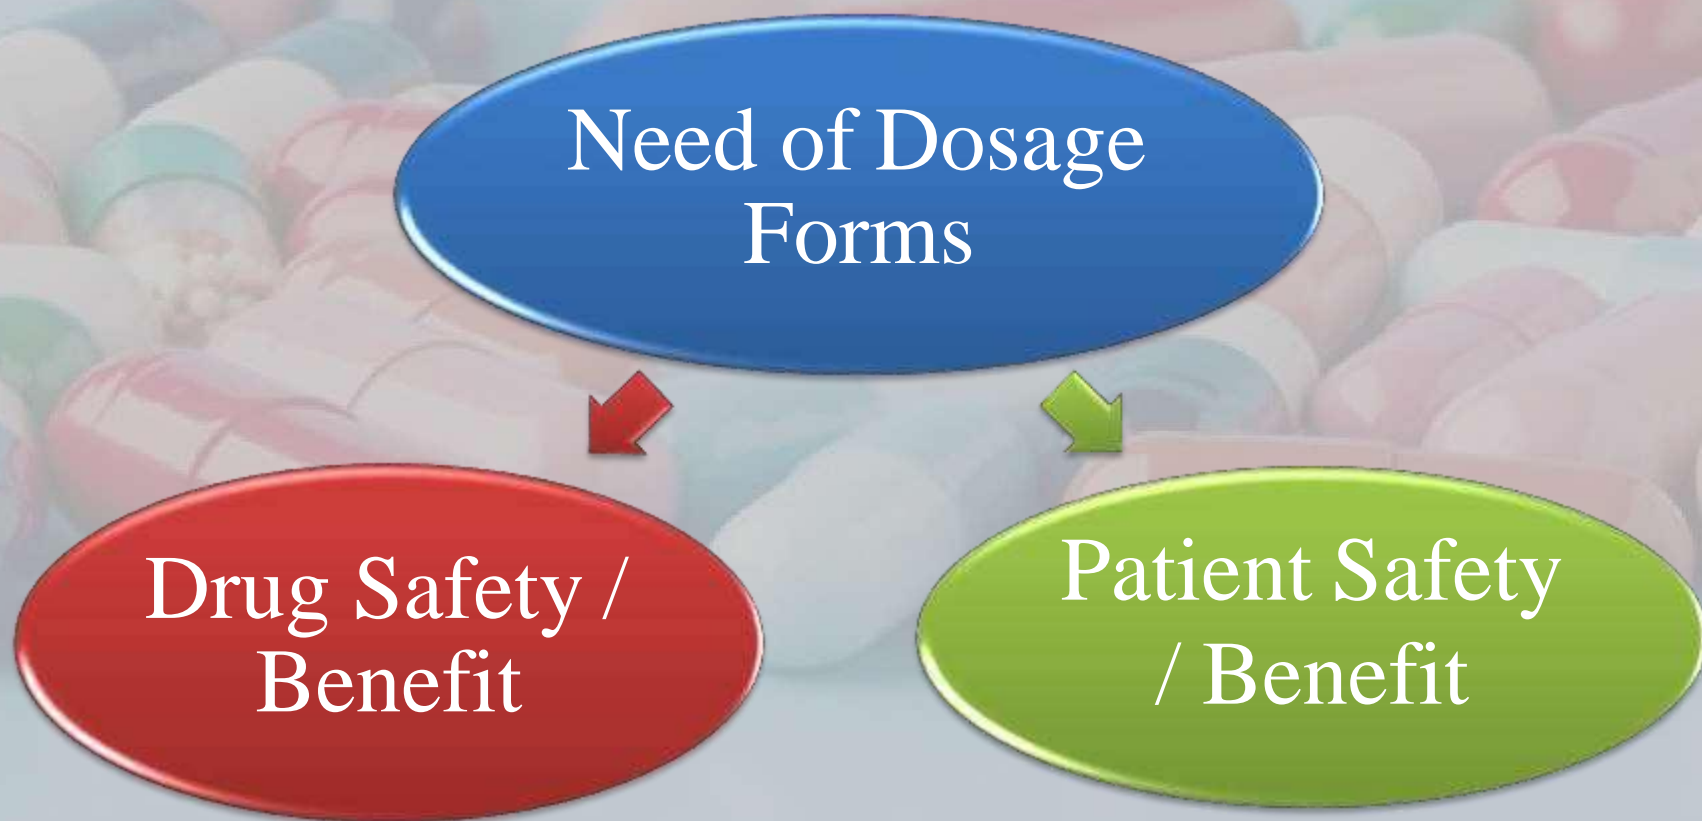 Need of Dosage
Forms
Drug Safety /
Benefit
Patient Safety
/ Benefit